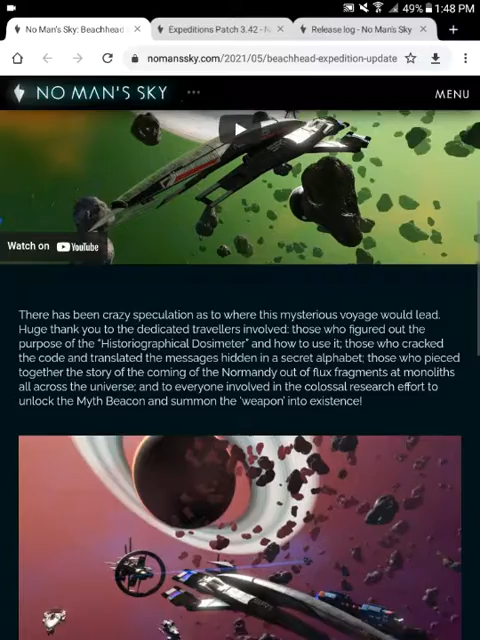 49% 1:48 PM
No Man's Sky: Beachhead
Expeditions Patch 3.42 - N
Release log - No Man's Sky
nomanssky.com/2021/05/beachhead-expedition-update
NO MAN'S SKY
MENU
Watch on YouTube
There has been crazy speculation as to where this mysterious voyage would lead.
Huge thank you to the dedicated travellers involved: those who figured out the
purpose of the "Historiographical Dosimeter" and how to use it; those who cracked
the code and translated the messages hidden in a secret alphabet; those who pieced
together the story of the coming of the Normandy out of flux fragments at monoliths
all across the universe; and to everyone involved in the colossal research effort to
unlock the Myth Beacon and summon the 'weapon' into existence!